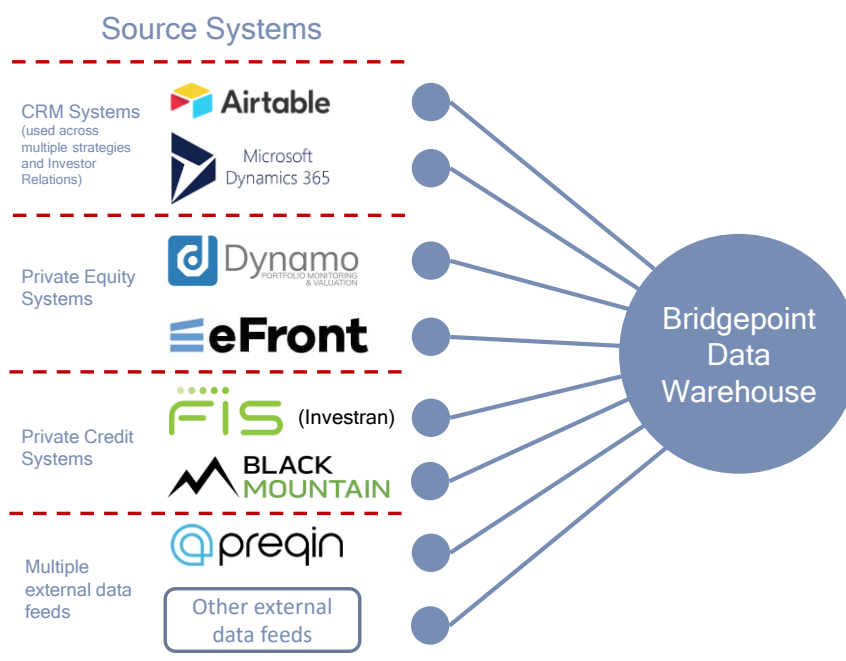 Source Systems
CRM Systems
(used across
multiple strategies
and Investor
Relations)
Airtable
Microsoft
Dynamics 365
Private Equity
Systems
Dynamo
PORTFOLIO MONITORING
& VALUATION
eFront
Private Credit
Systems
FIS (Investran)
BLACK
MOUNTAIN
Multiple
external data
feeds
preqin
Other external
data feeds
Bridgepoint
Data
Warehouse